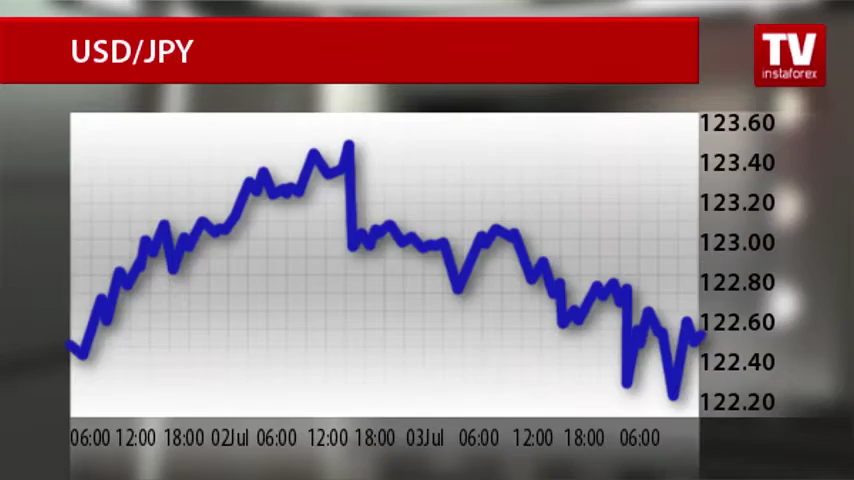 USD/JPY
TV
instaforex
123.60
123.40
123.20
123.00
122.80
122.60
122.40
122.20
06:00 12:00 18:00 02Jul 06:00 12:00 18:00 03Jul 06:00 12:00 18:00 06:00